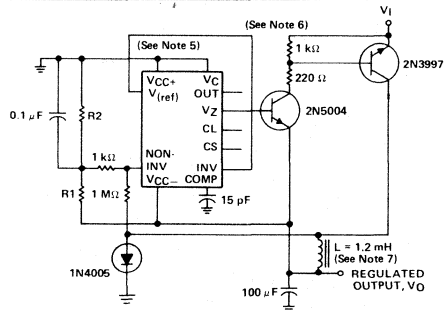 VI
(See Note 6)
(See Note 5)
1 kΩ
2N3997
VCC+
VC
V(ref)
OUT
220 Ω
VZ
2N5004
0.1 μF
R2
CL
CS
1 kΩ
NON-
INV
INV
VCC−
COMP
R1
1 MΩ
15 pF
1N4005
L = 1.2 mH
(See Note 7)
REGULATED
OUTPUT, VO
100 μF